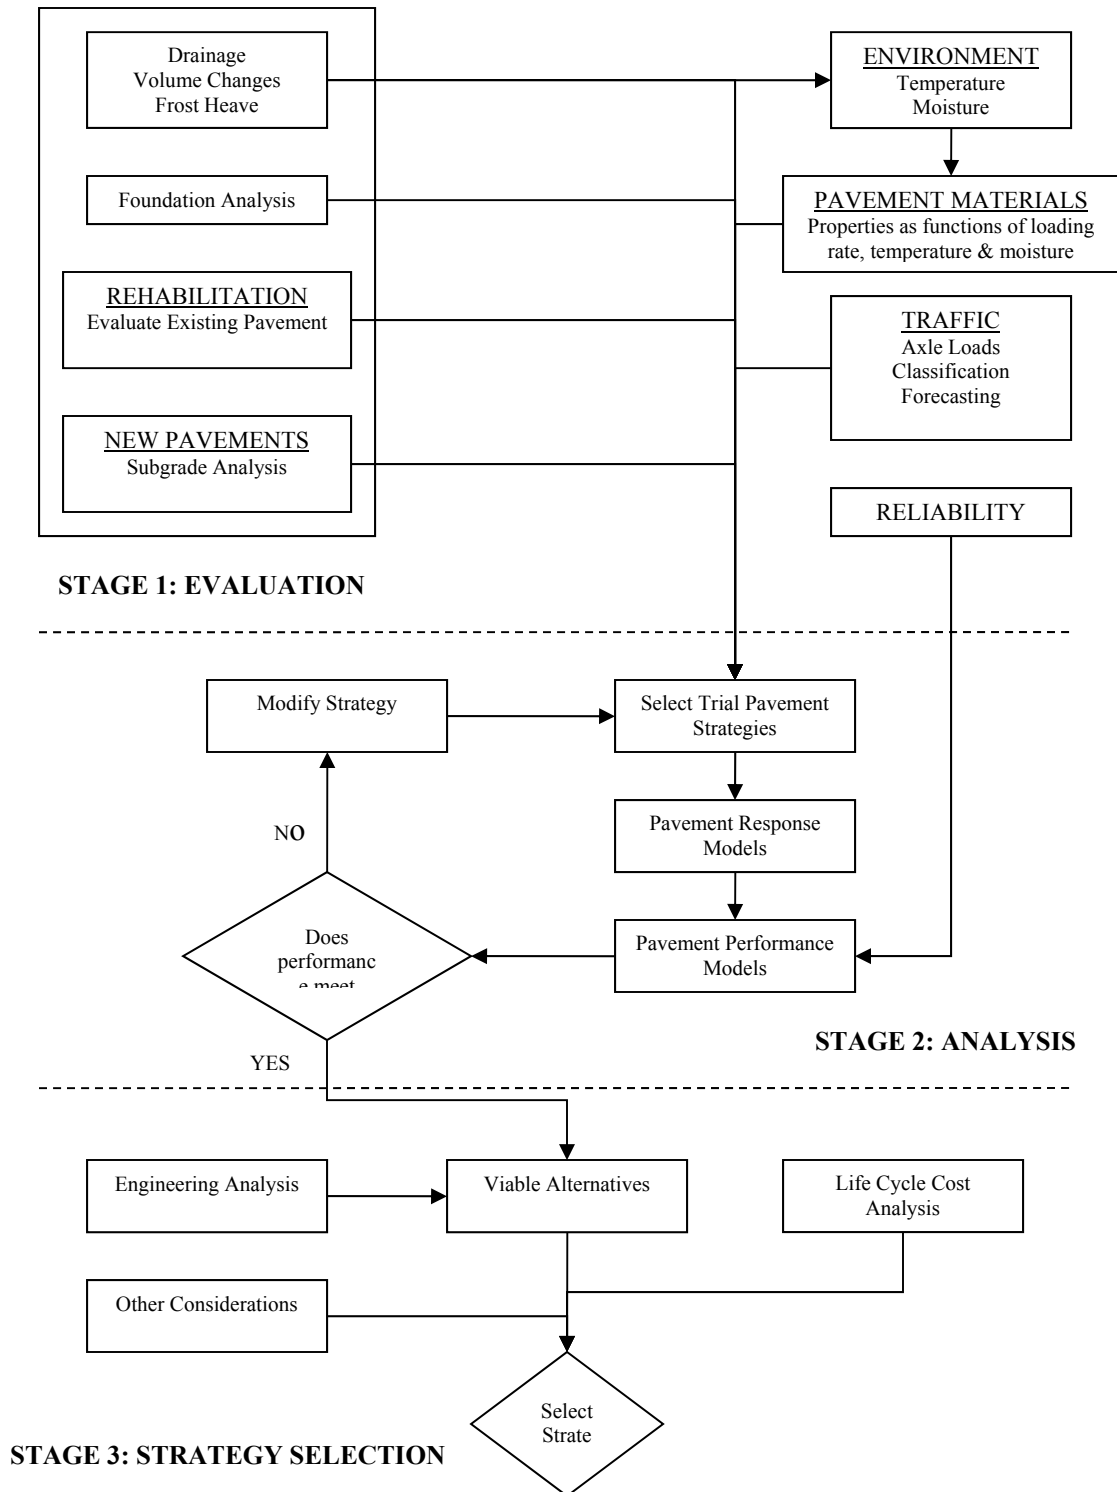 Drainage
Volume Changes
Frost Heave
ENVIRONMENT
Temperature
Moisture
Foundation Analysis
PAVEMENT MATERIALS
Properties as functions of loading
rate, temperature & moisture
REHABILITATION
Evaluate Existing Pavement
TRAFFIC
Axle Loads
Classification
Forecasting
NEW PAVEMENTS
Subgrade Analysis
RELIABILITY
STAGE 1: EVALUATION
Modify Strategy
Select Trial Pavement
Strategies
NO
Pavement Response
Models
Does
performanc
e meet
Pavement Performance
Models
STAGE 2: ANALYSIS
YES
Engineering Analysis
Viable Alternatives
Life Cycle Cost
Analysis
Other Considerations
Select
Strate
STAGE 3: STRATEGY SELECTION